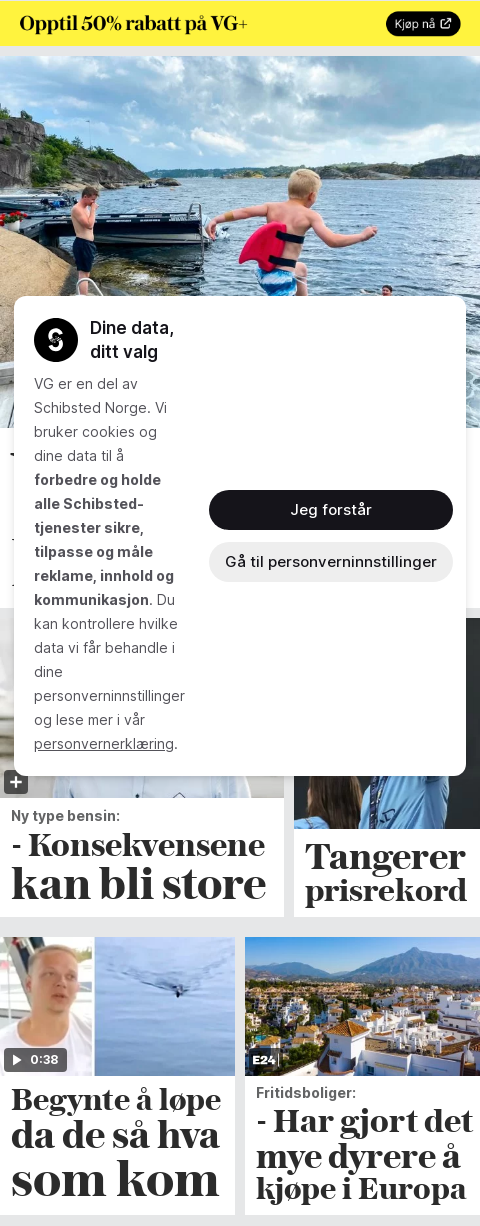 Opptil 50% rabatt på VG+
Kjøp nå
Dine data,
ditt valg
VG er en del av
Schibsted Norge. Vi
bruker cookies og
dine data til å
forbedre og holde
alle Schibsted-
tjenester sikre,
tilpasse og måle
reklame, innhold og
kommunikasjon. Du
kan kontrollere hvilke
data vi får behandle i
dine
personverninnstillinger
og lese mer i vår
personvernerklæring.
Jeg forstår
Gå til personverninnstillinger
Ny type bensin:
- Konsekvensene
kan bli store
Tangerer
prisrekord
0:38
Begynte å løpe
da de så hva
som kom
E24
Fritidsboliger:
- Har gjort det
mye dyrere å
kjøpe i Europa